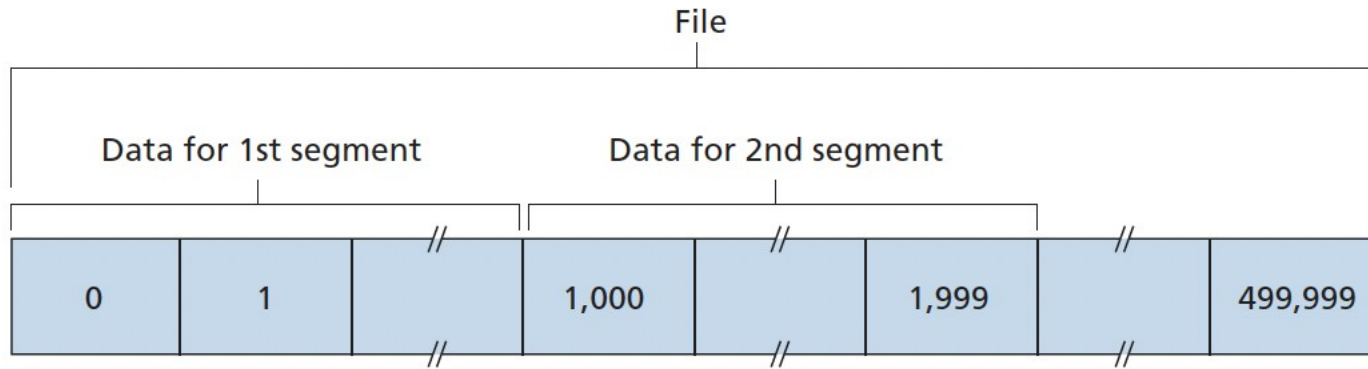 File
Data for 1st segment Data for 2nd segment
0 1 1,000 1,999 499,999